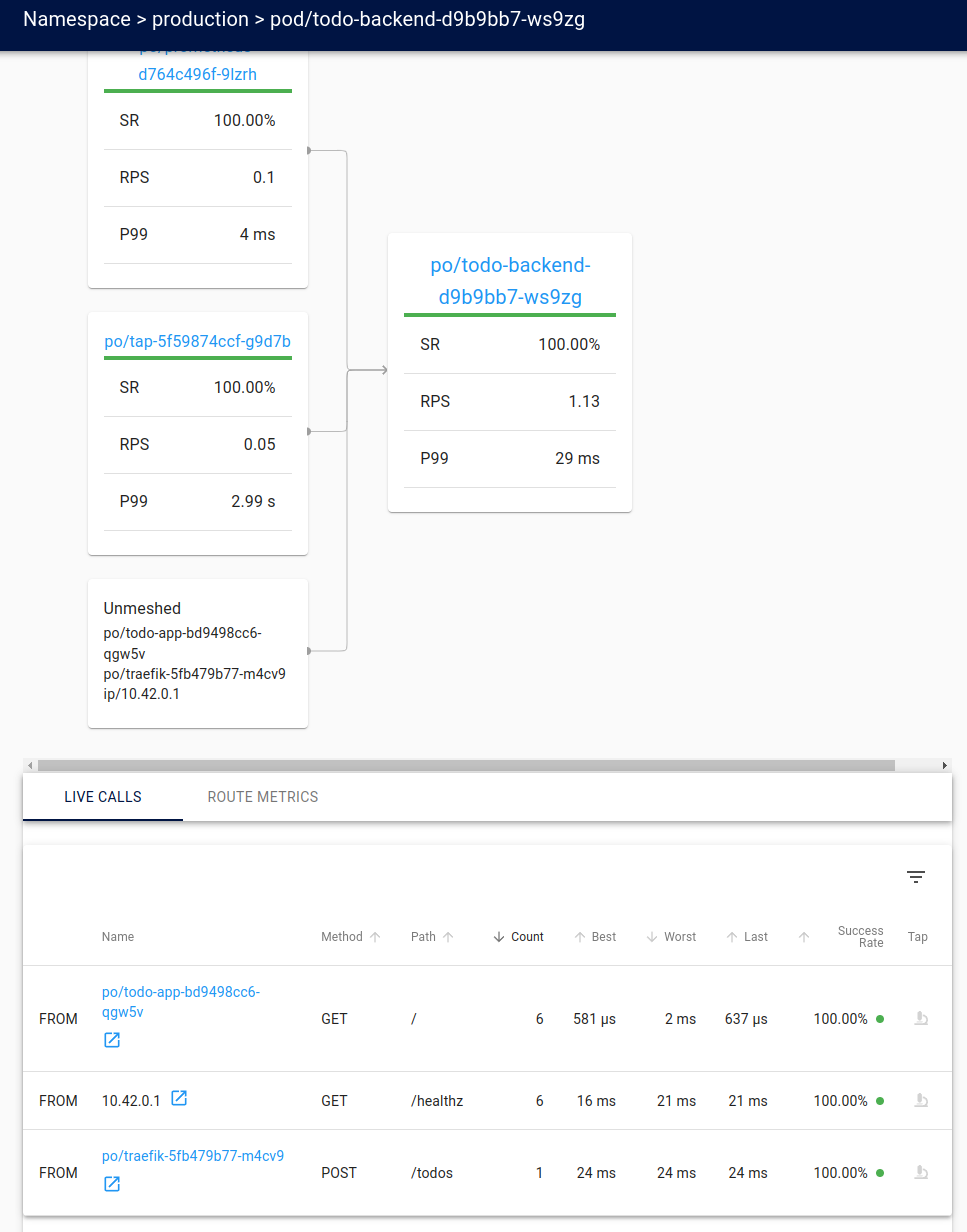 Namespace > production > pod/todo-backend-d9b9bb7-ws9zg
d764c496f-9lzrh
SR 100.00%
RPS 0.1
P99 4 ms
po/tap-5f59874ccf-g9d7b
SR 100.00%
RPS 0.05
P99 2.99 s
Unmeshed
po/todo-app-bd9498cc6-
qgw5v
po/traefik-5fb479b77-m4cv9
ip/10.42.0.1
po/todo-backend-
d9b9bb7-ws9zg
SR 100.00%
RPS 1.13
P99 29 ms
LIVE CALLS ROUTE METRICS
Name Method Path Count Best Worst Last Success Rate Tap
FROM po/todo-app-bd9498cc6-
qgw5v GET / 6 581 µs 2 ms 637 µs 100.00%
FROM 10.42.0.1 GET /healthz 6 16 ms 21 ms 21 ms 100.00%
FROM po/traefik-5fb479b77-m4cv9 POST /todos 1 24 ms 24 ms 24 ms 100.00%